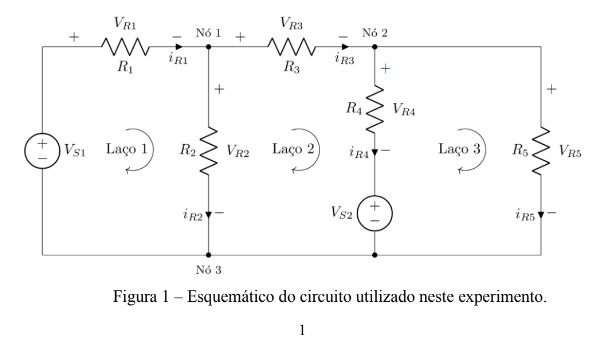 V_{R1} Nó 1 V_{R3} Nó 2
+ − + −
R_1 i_{R1} R_3 i_{R3}
+ + +
R_4 V_{R4}
+ − V_{S1} Laço 1 R_2 V_{R2} Laço 2 i_{R4} − Laço 3 R_5 V_{R5}
i_{R2} − V_{S2} + − i_{R5} −
Nó 3
Figura 1 – Esquemático do circuito utilizado neste experimento.
1